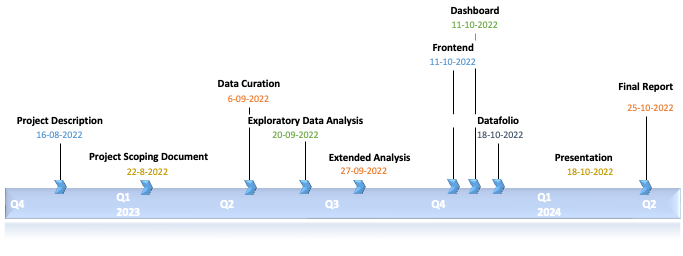 Dashboard
11-10-2022
Frontend
11-10-2022
Data Curation
6-09-2022
Final Report
25-10-2022
Project Description
16-08-2022
Exploratory Data Analysis
20-09-2022
Datafolio
18-10-2022
Project Scoping Document
22-8-2022
Extended Analysis
27-09-2022
Presentation
18-10-2022
Q4
Q1
2023
Q2
Q3
Q4
Q1
2024
Q2